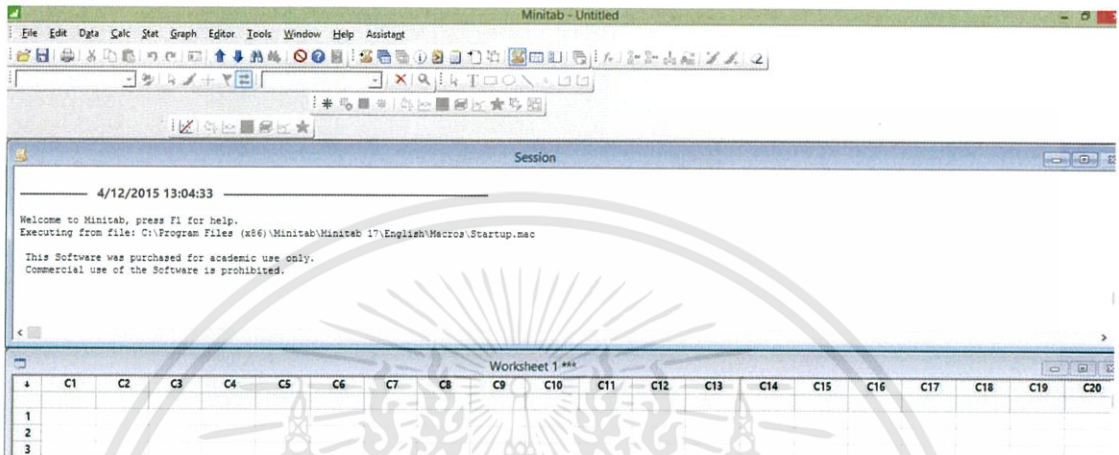 Minitab - Untitled
File Edit Data Calc Stat Graph Editor Tools Window Help Assistant
Session
4/12/2015 13:04:33
Welcome to Minitab, press F1 for help.
Executing from file: C:\Program Files (x86)\Minitab\Minitab 17\English\Macros\Startup.mac
This Software was purchased for academic use only.
Commercial use of the Software is prohibited.
Worksheet 1 ***
C1 C2 C3 C4 C5 C6 C7 C8 C9 C10 C11 C12 C13 C14 C15 C16 C17 C18 C19 C20
1
2
3